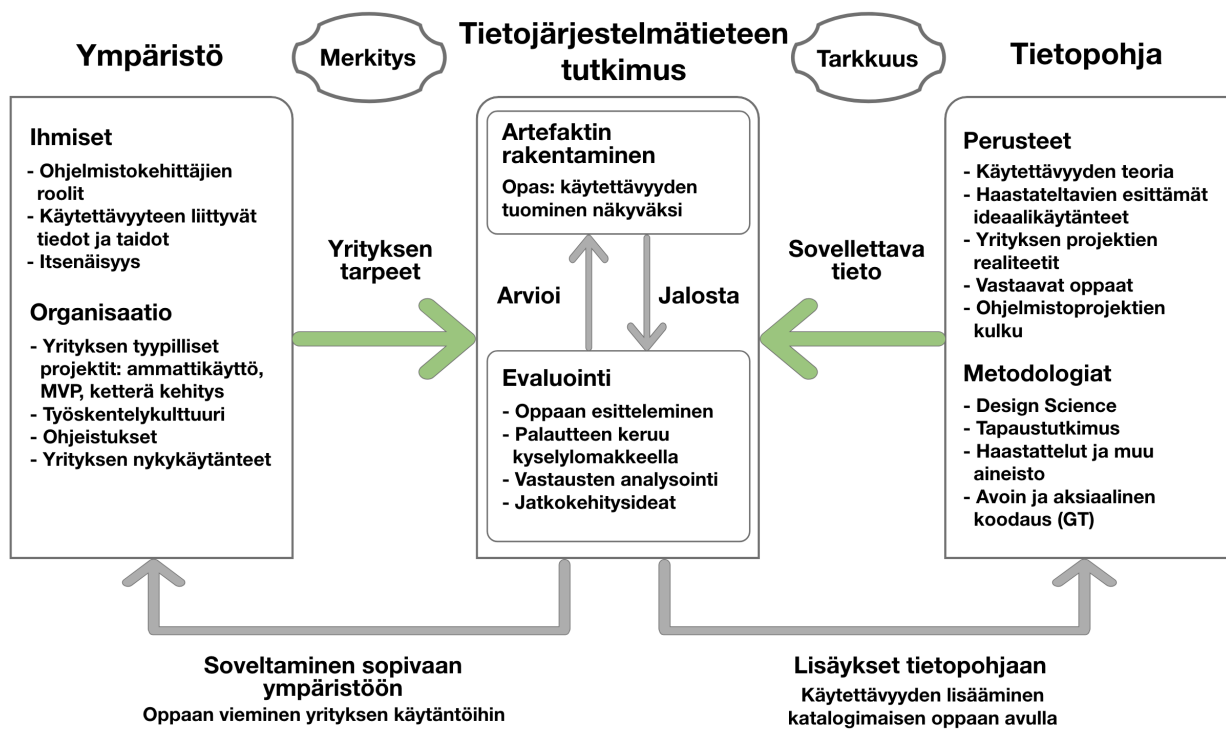 Ympäristö
Merkitys
Tietojärjestelmätieteen
tutkimus
Tarkkuus
Tietopohja
Ihmiset
- Ohjelmistokehittäjien
roolit
- Käytettävyyteen liittyvät
tiedot ja taidot
- Itsenäisyys
Organisaatio
- Yrityksen tyypilliset
projektit: ammattikäyttö,
MVP, ketterä kehitys
- Työskentelykulttuuri
- Ohjeistukset
- Yrityksen nykykäytänteet
Yrityksen
tarpeet
Artefaktin
rakentaminen
Opas: käytettävyyden
tuominen näkyväksi
Arvioi
Jalosta
Evaluointi
- Oppaan esitteleminen
- Palautteen keruu
kyselylomakkeella
- Vastausten analysointi
- Jatkokehitysideat
Sovellettava
tieto
Perusteet
- Käytettävyyden teoria
- Haastateltavien esittämät
ideaalikäytänteet
- Yrityksen projektien
realiteetit
- Vastaavat oppaat
- Ohjelmistoprojektien
kulku
Metodologiat
- Design Science
- Tapaustutkimus
- Haastattelut ja muu
aineisto
- Avoin ja aksiaalinen
koodaus (GT)
Soveltaminen sopivaan
ympäristöön
Oppaan vieminen yrityksen käytäntöihin
Lisäykset tietopohjaan
Käytettävyyden lisääminen
katalogimaisen oppaan avulla